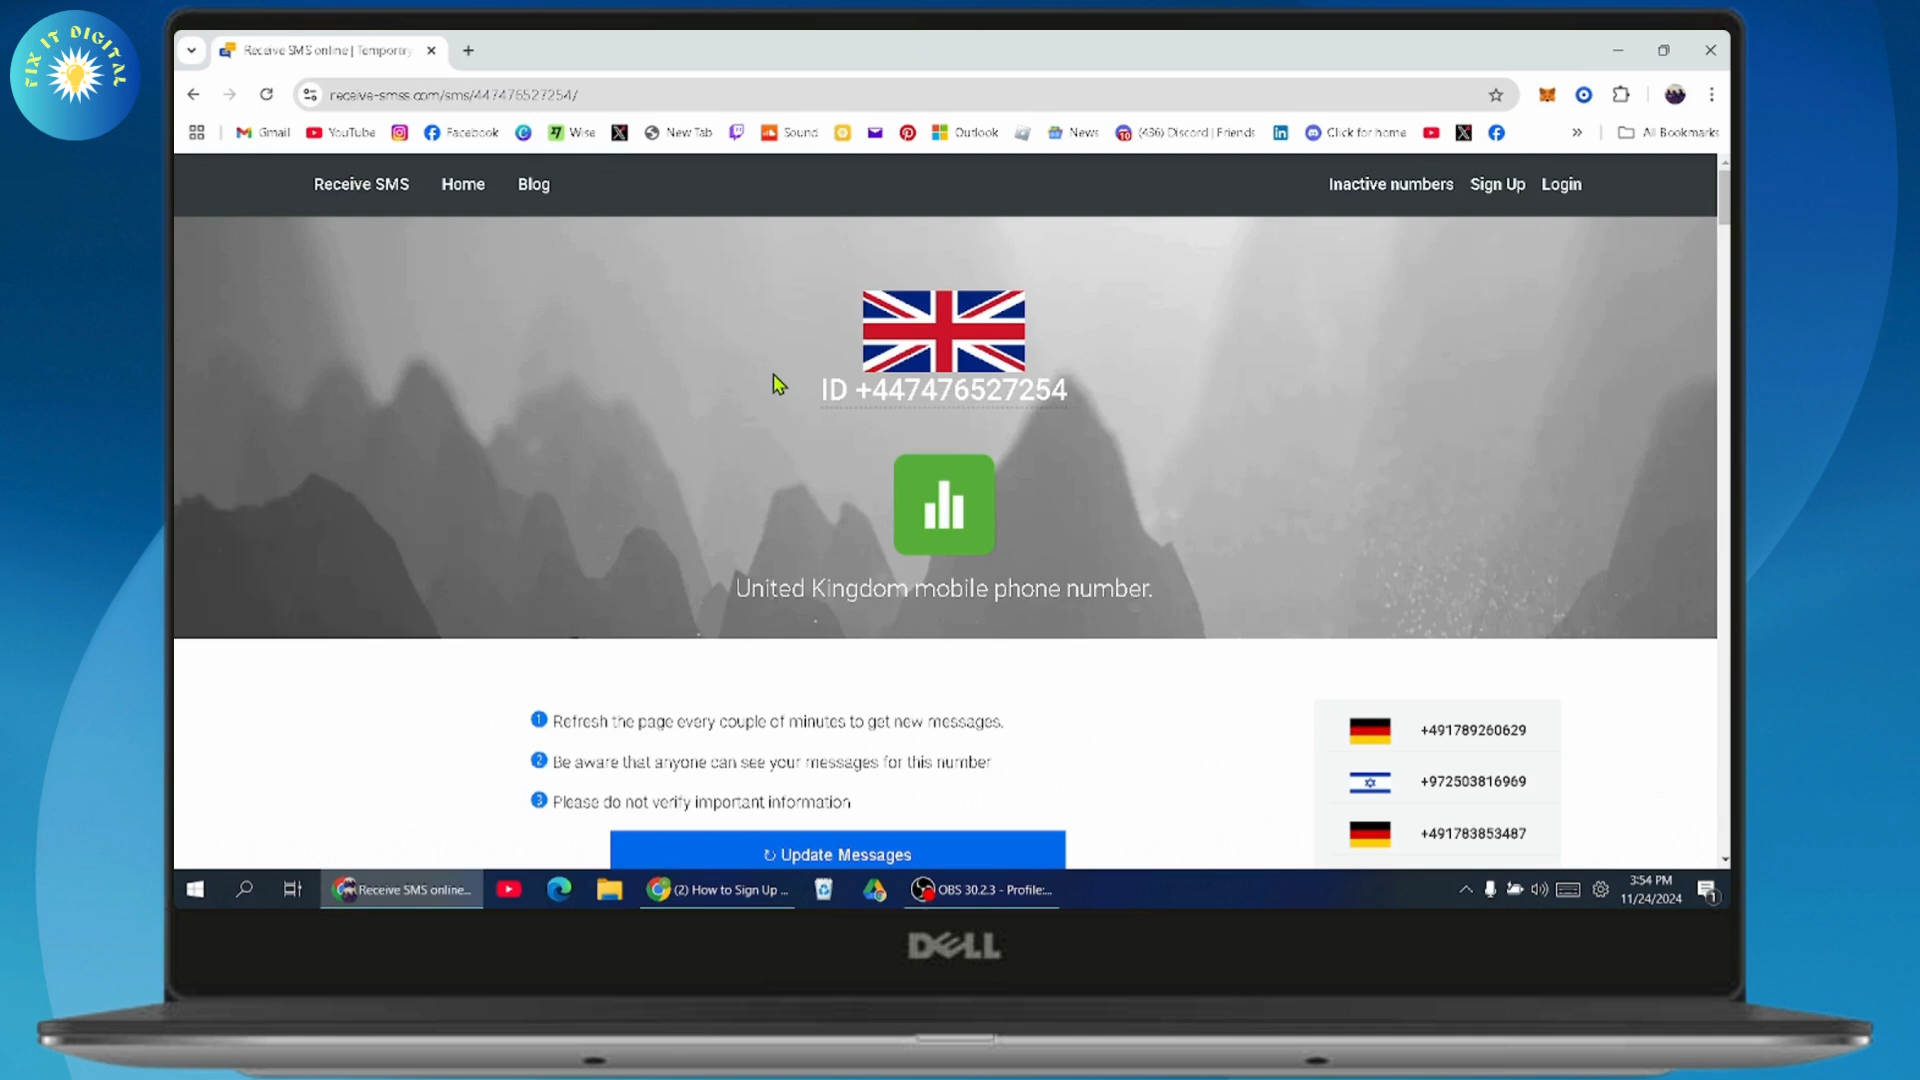 FIX IT DIGITAL
Receive SMS online | Temporary
receive-smss.com/sms/447476527254/
Gmail YouTube Facebook Wise New Tab Sound Outlook News (436) Discord | Friends Click for home » All Bookmarks
Receive SMS Home Blog Inactive numbers Sign Up Login
ID +447476527254
United Kingdom mobile phone number.
1 Refresh the page every couple of minutes to get new messages.
2 Be aware that anyone can see your messages for this number
3 Please do not verify important information
Update Messages
+491789260629
+972503816969
+491783853487
Receive SMS online... (2) How to Sign Up ... OBS 30.2.3 - Profile:...
3:54 PM
11/24/2024
1
DELL